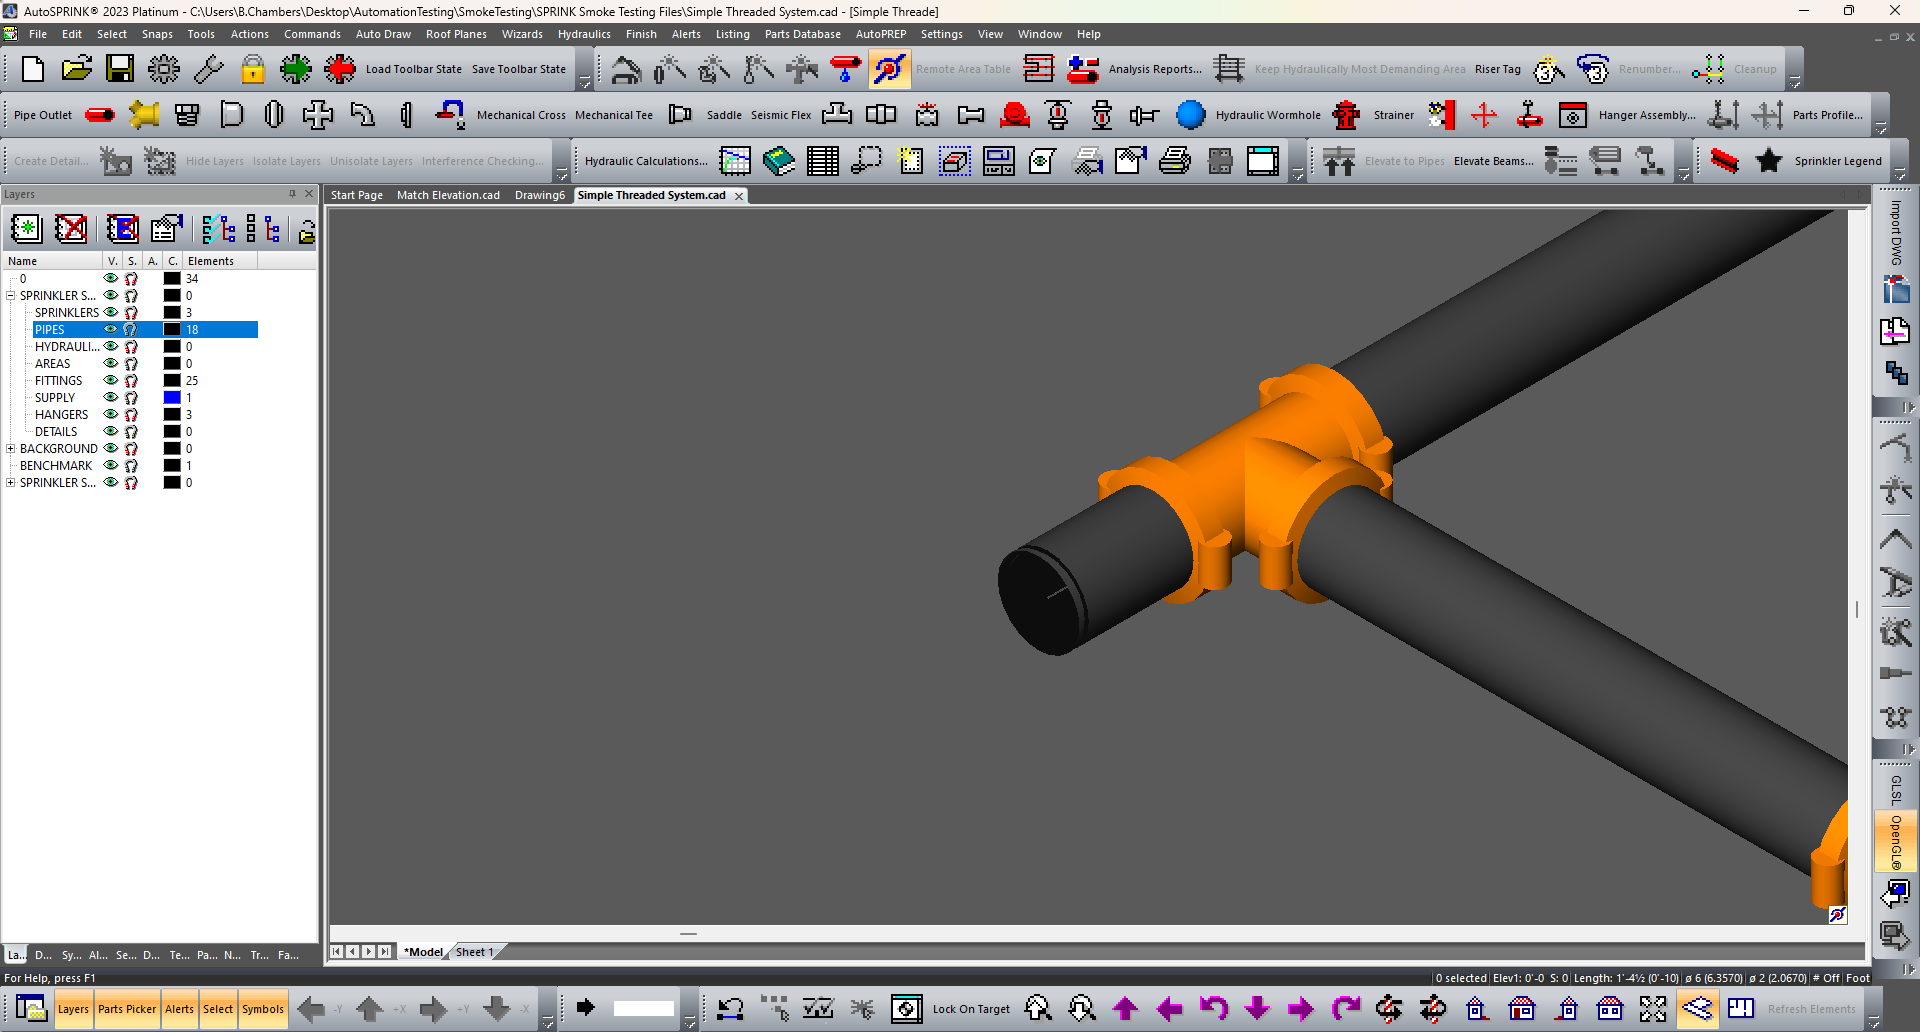 AutoSPRINK® 2023 Platinum - C:\Users\B.Chambers\Desktop\AutomationTesting\SmokeTesting\SPRINK Smoke Testing Files\Simple Threaded System.cad - [Simple Threade]
File Edit Select Snaps Tools Actions Commands Auto Draw Roof Planes Wizards Hydraulics Finish Alerts Listing Parts Database AutoPREP Settings View Window Help
Load Toolbar State Save Toolbar State Remote Area Table Analysis Reports... Keep Hydraulically Most Demanding Area Riser Tag Renumber... Cleanup
Pipe Outlet Mechanical Cross Mechanical Tee Saddle Seismic Flex Hydraulic Wormhole Strainer Hanger Assembly... Parts Profile...
Create Detail... Hide Layers Isolate Layers Unisolate Layers Interference Checking... Hydraulic Calculations... Elevate to Pipes Elevate Beams... Sprinkler Legend
Layers
Start Page Match Elevation.cad Drawing6 Simple Threaded System.cad
Name V. S. A. C. Elements
0 34
SPRINKLER S... 0
SPRINKLERS 3
PIPES 18
HYDRAULI... 0
AREAS 0
FITTINGS 25
SUPPLY 1
HANGERS 3
DETAILS 0
BACKGROUND 0
BENCHMARK 1
SPRINKLER S... 0
Import DWG
GLSL
OpenGL®
*Model Sheet 1
La... D... Sy... Al... Se... D... Te... Pa... N... Tr... Fa...
For Help, press F1
0 selected Elev1: 0'-0 S: 0 Length: 1'-4½ (0'-10) ø 6 (6.3570) ø 2 (2.0670) # Off Foot
Layers Parts Picker Alerts Select Symbols -Y +X +Y -X Lock On Target Refresh Elements